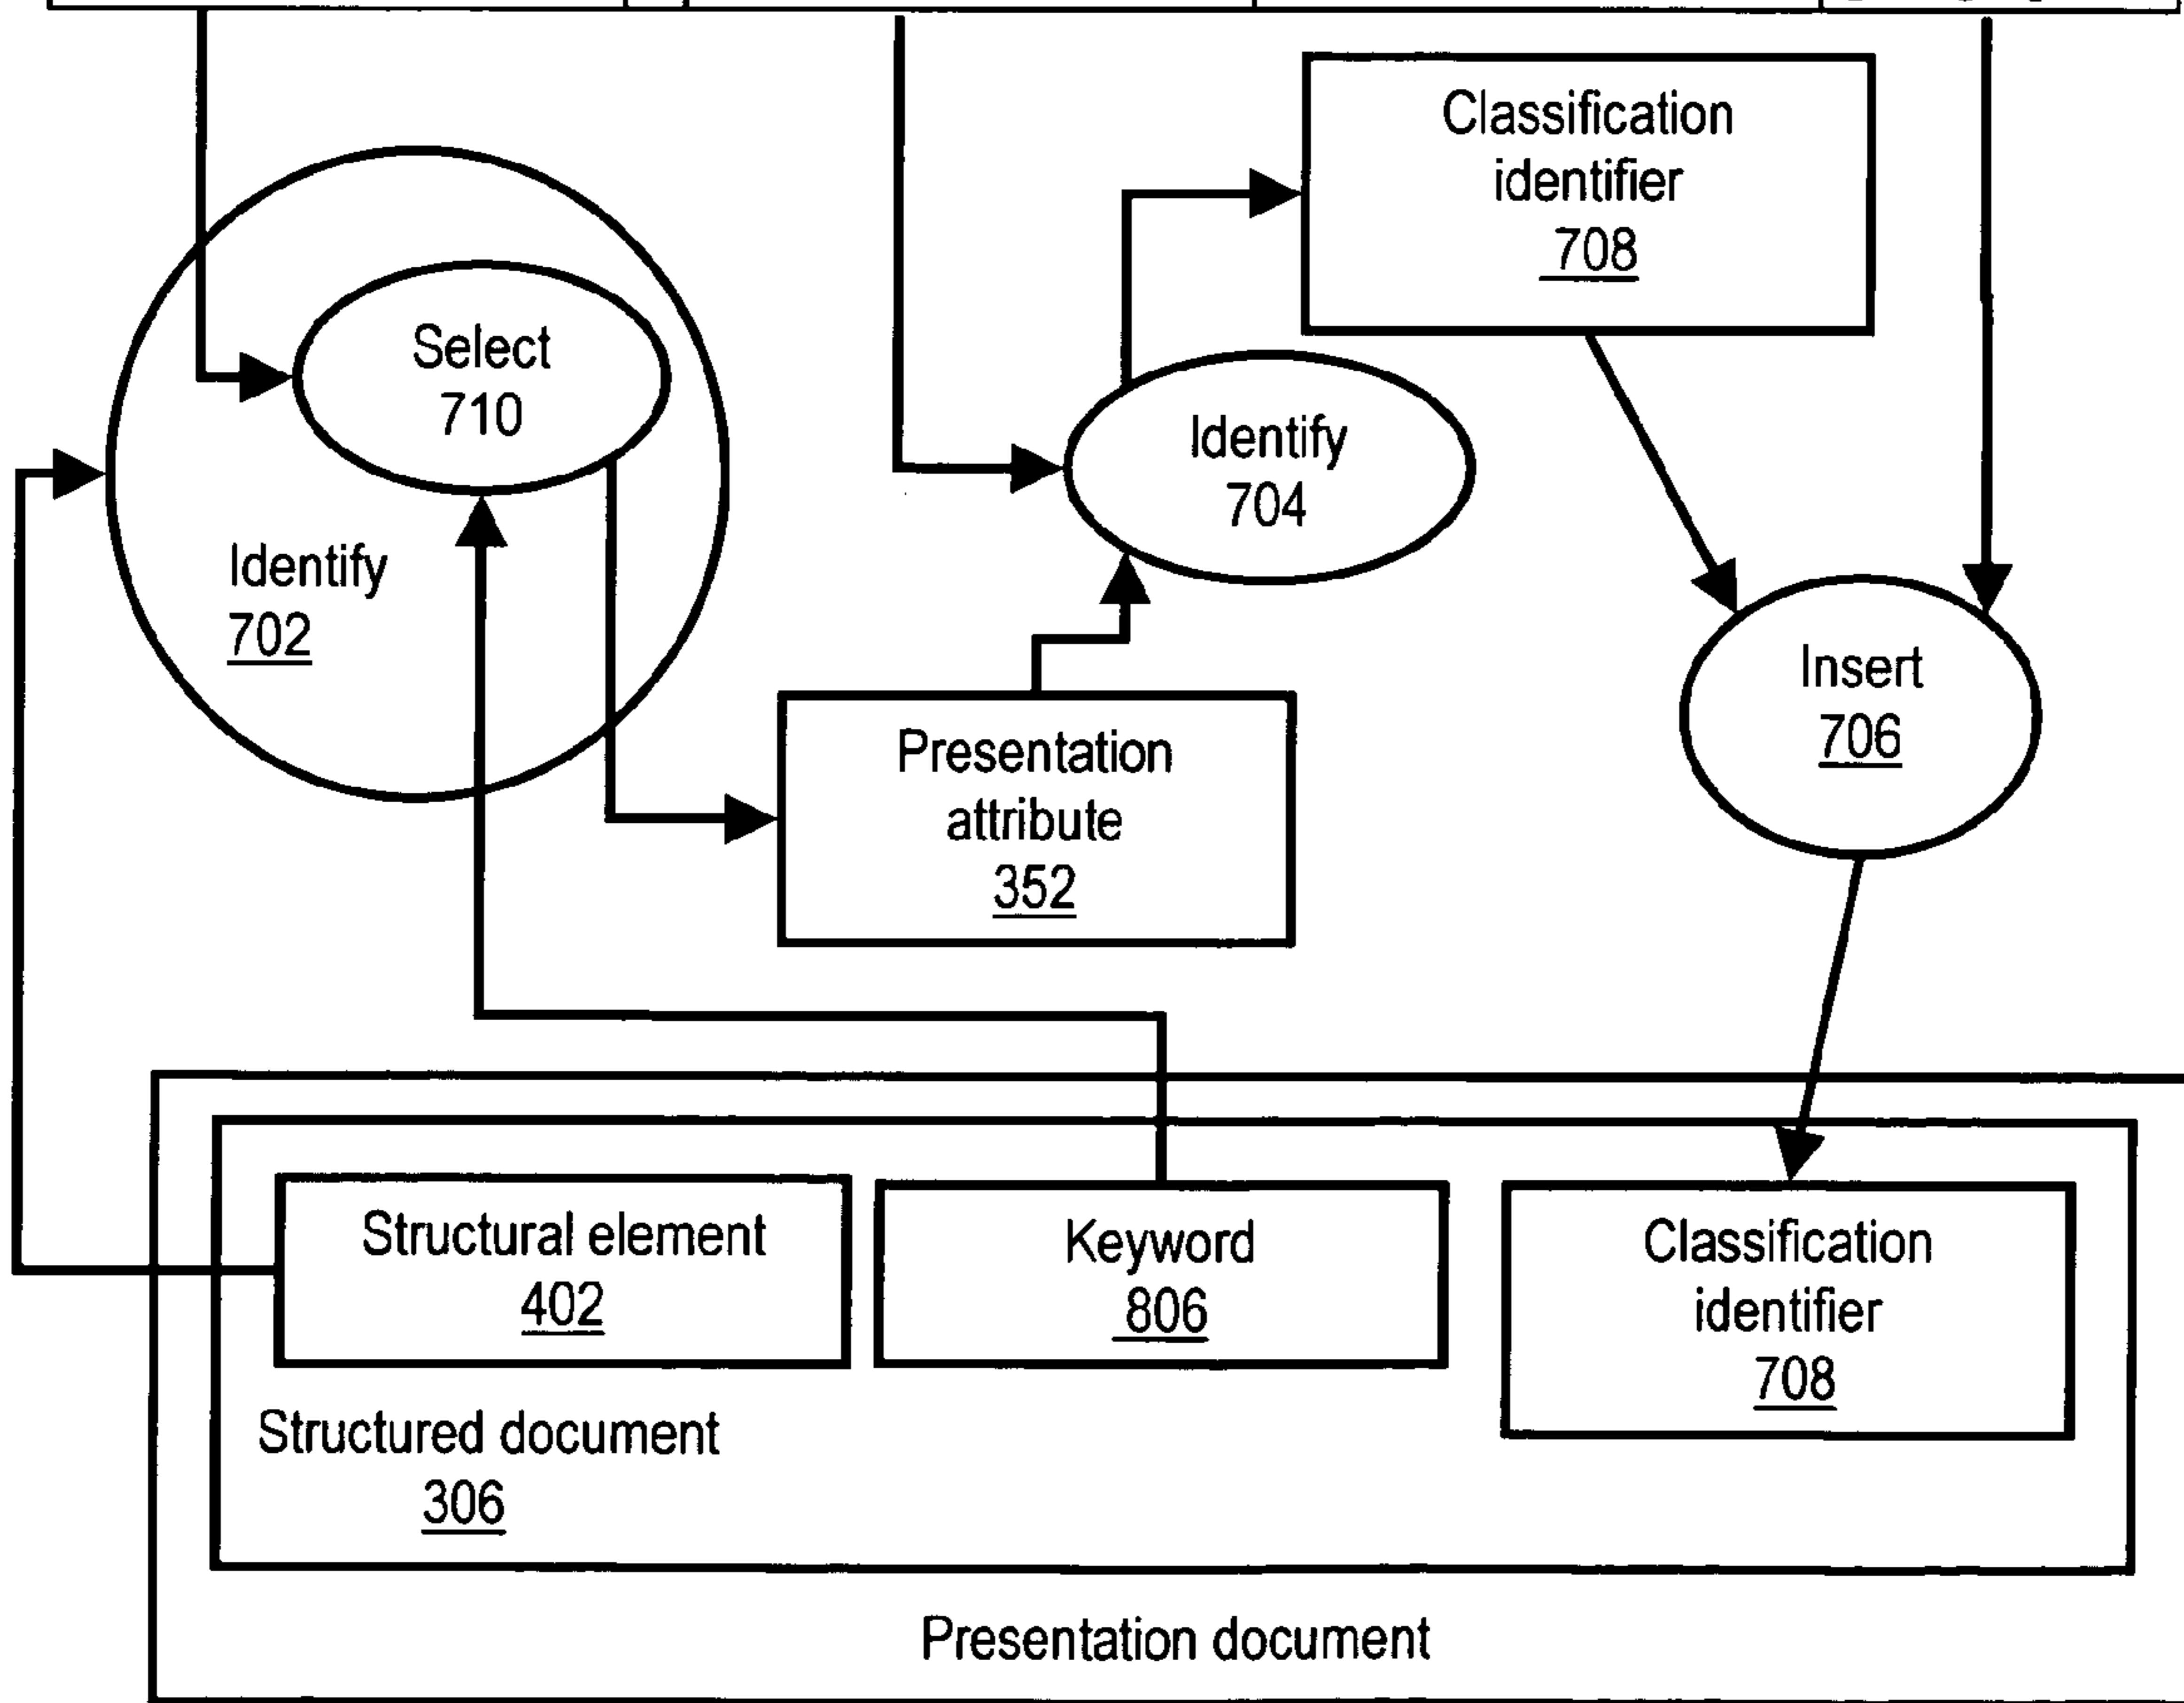 Classification
identifier
708
Select
710
Identify
704
Identify
702
Insert
706
Presentation
attribute
352
Structural element
402
Keyword
806
Classification
identifier
708
Structured document
306
Presentation document